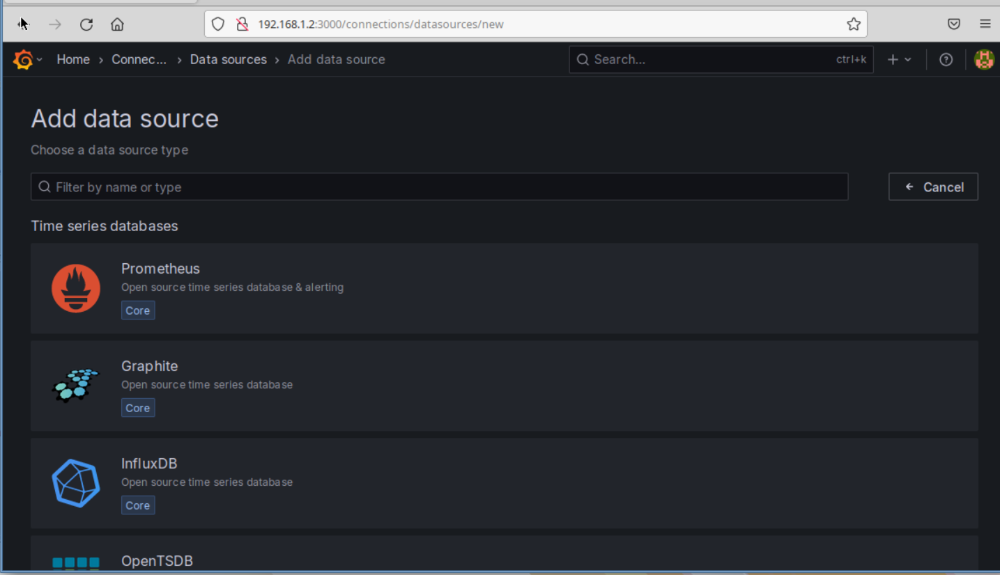 192.168.1.2:3000/connections/datasources/new
Home › Connec... › Data sources › Add data source
Search...
ctrl+k
Add data source
Choose a data source type
Filter by name or type
Cancel
Time series databases
Prometheus
Open source time series database & alerting
Core
Graphite
Open source time series database
Core
InfluxDB
Open source time series database
Core
OpenTSDB